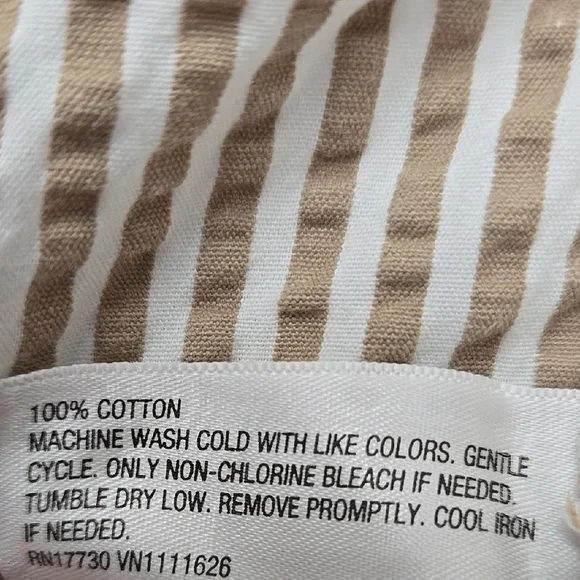 100% COTTON
MACHINE WASH COLD WITH LIKE COLORS. GENTLE
CYCLE. ONLY NON-CHLORINE BLEACH IF NEEDED.
TUMBLE DRY LOW. REMOVE PROMPTLY. COOL IRON
IF NEEDED.
RN17730 VN1111626